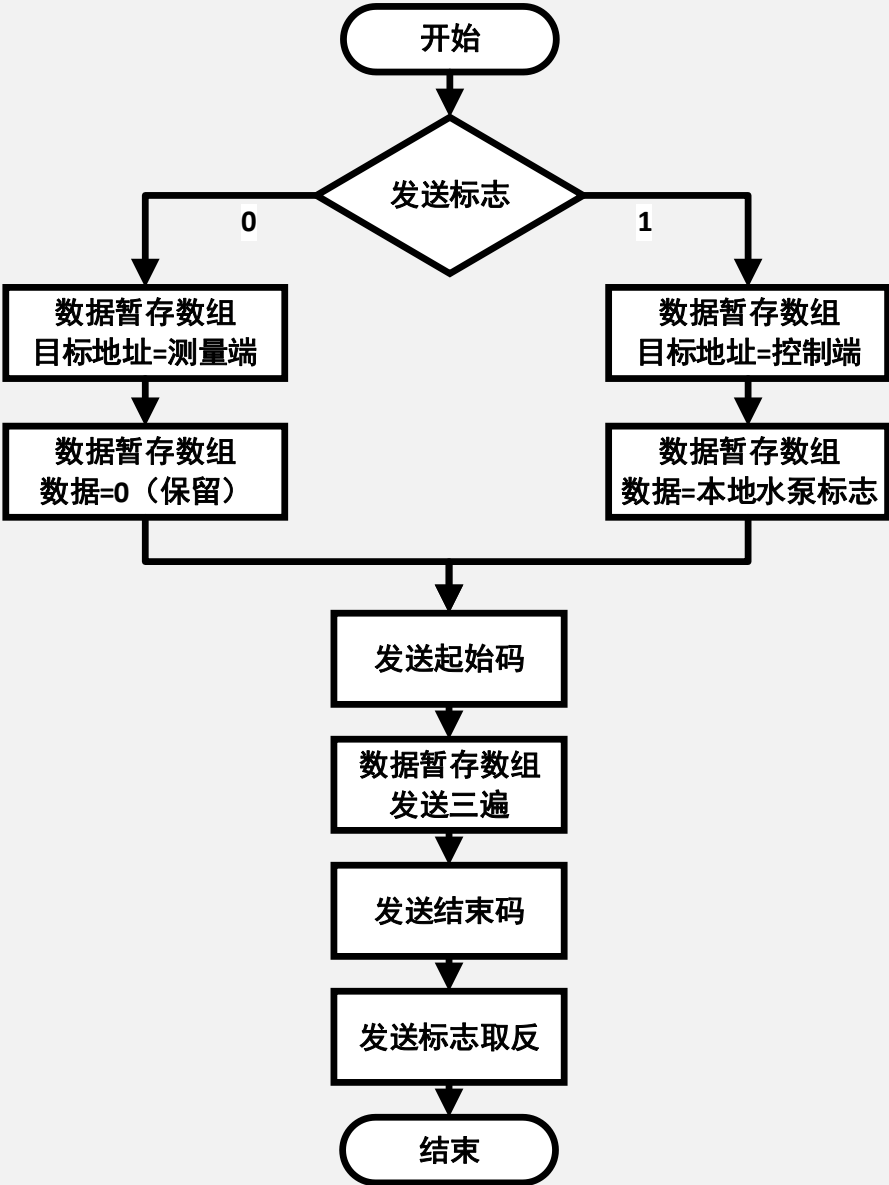 开始
发送标志
0
1
数据暂存数组
目标地址=测量端
数据暂存数组
目标地址=控制端
数据暂存数组
数据=0（保留）
数据暂存数组
数据=本地水泵标志
发送起始码
数据暂存数组
发送三遍
发送结束码
发送标志取反
结束